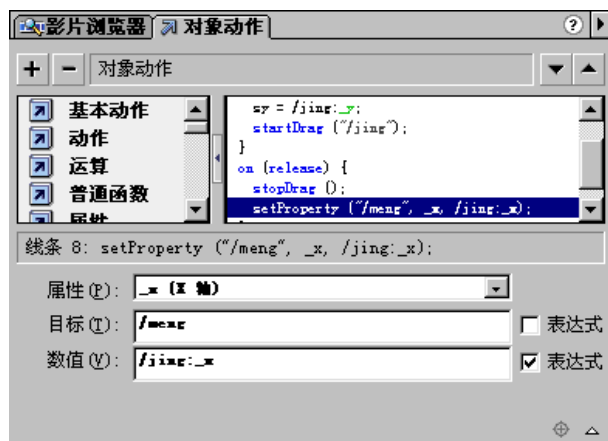 影片浏览器 对象动作 ?
+ - 对象动作
基本动作
动作
运算
普通函数
属性
sy = /jing:_y;
startDrag ("/jing");
}
on (release) {
stopDrag ();
setProperty ("/meng", _x, /jing:_x);
线条 8: setProperty ("/meng", _x, /jing:_x);
属性(P): _x (X 轴)
目标(T): /meng 表达式
数值(V): /jing:_x 表达式